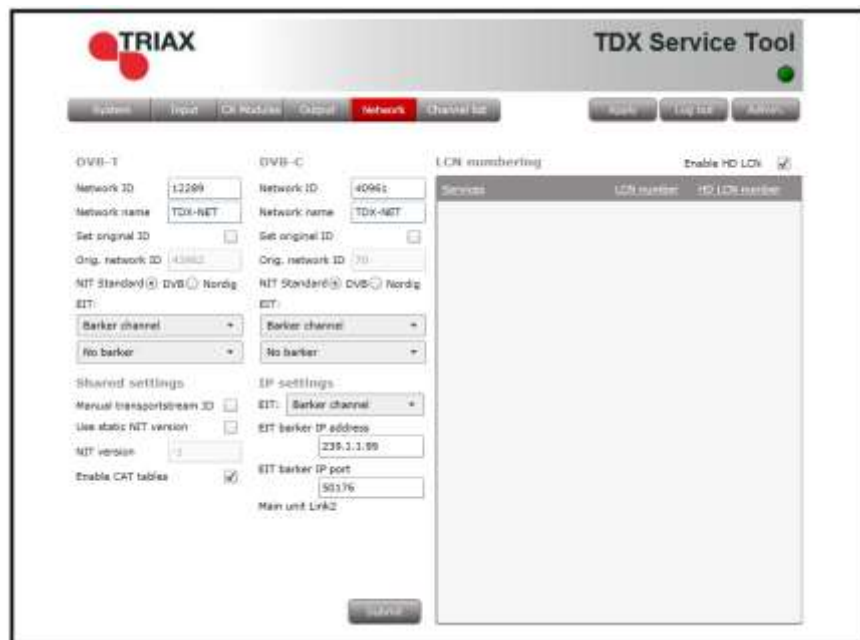 TRIAX
TDX Service Tool
System Input CA Modules Output Network Channel list Apply Log out Admin.
DVB-T
Network ID 12289
Network name TDX-NET
Set original ID
Orig. network ID
NIT Standard DVB Nordig
EIT:
Barker channel
No barker
Shared settings
Manual transportstream ID
Use static NIT version
NIT version
Enable CAT tables
DVB-C
Network ID 40961
Network name TDX-NET
Set original ID
Orig. network ID 70
NIT Standard DVB Nordig
EIT:
Barker channel
No barker
IP settings
EIT: Barker channel
EIT barker IP address
239.1.1.99
EIT barker IP port
50176
Main unit Link2
Submit
LCN numbering Enable HD LCN
Services LCN number HD LCN number